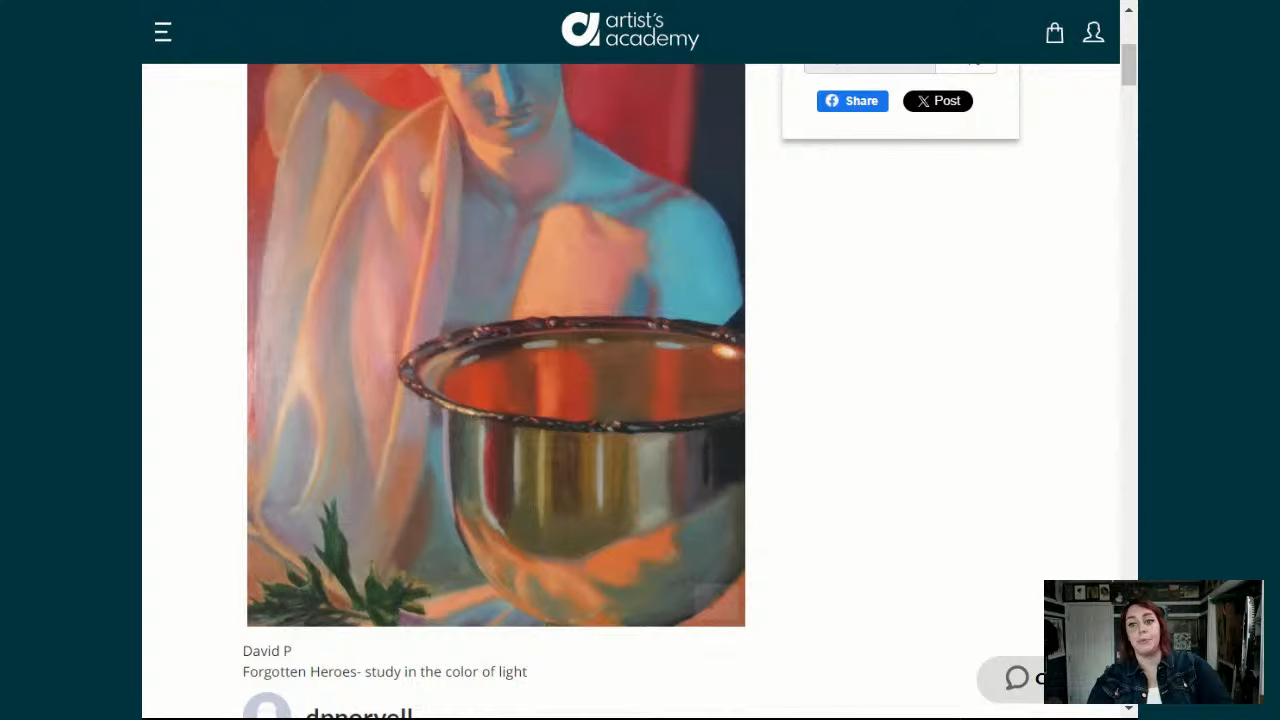 artist's
academy
Share
Post
David P
Forgotten Heroes- study in the color of light